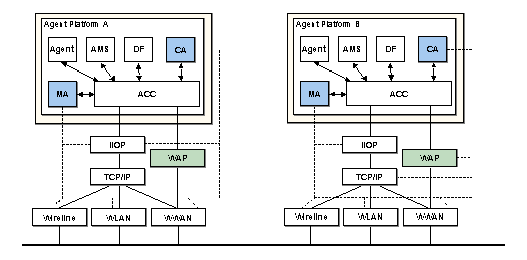 Agent Platform A
Agent AMS DF CA
MA ACC
IIOP
WAP
TCP/IP
Wireline WLAN WWAN
Agent Platform B
Agent AMS DF CA
MA ACC
IIOP
WAP
TCP/IP
Wireline WLAN WWAN